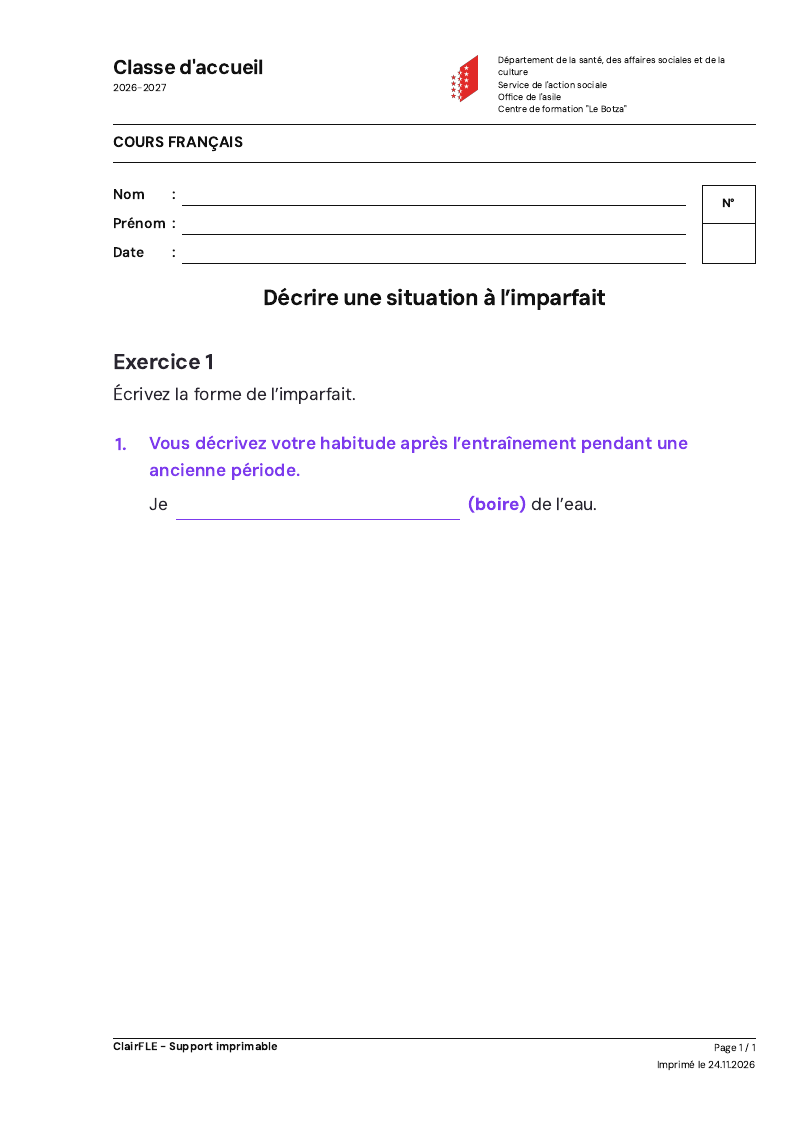 Classe d'accueil
2026-2027
Département de la santé, des affaires sociales et de la
culture
Service de l'action sociale
Office de l'asile
Centre de formation "Le Botza"
COURS FRANÇAIS
Nom :
Prénom :
Date :
N°
Décrire une situation à l’imparfait
Exercice 1
Écrivez la forme de l’imparfait.
1. Vous décrivez votre habitude après l’entraînement pendant une
ancienne période.
Je (boire) de l’eau.
ClairFLE - Support imprimable
Page 1 / 1
Imprimé le 24.11.2026